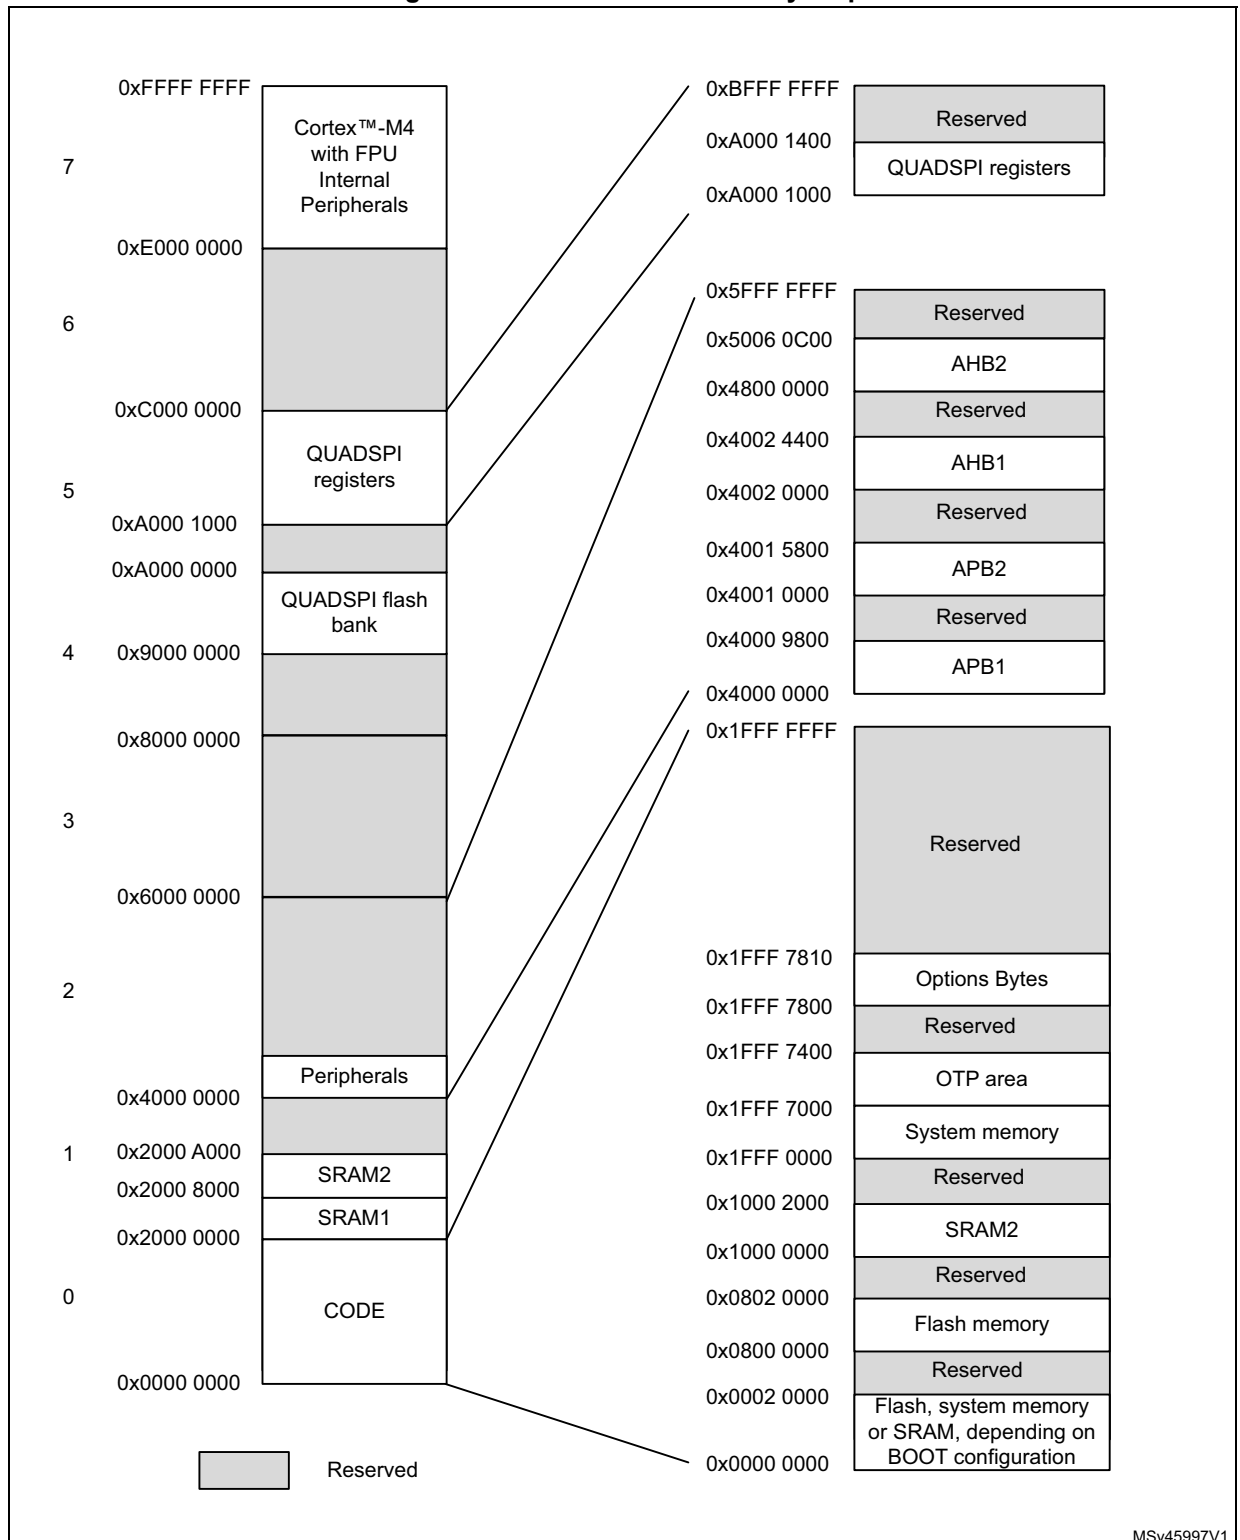 0xFFFF FFFF
Cortex™-M4
with FPU
Internal
Peripherals
7
0xE000 0000
6
0xC000 0000
QUADSPI
registers
5
0xA000 1000
0xA000 0000
QUADSPI flash
bank
4
0x9000 0000
0x8000 0000
3
0x6000 0000
2
Peripherals
0x4000 0000
1
0x2000 A000
SRAM2
0x2000 8000
SRAM1
0x2000 0000
0
CODE
0x0000 0000
Reserved
0xBFFF FFFF
Reserved
0xA000 1400
QUADSPI registers
0xA000 1000
0x5FFF FFFF
Reserved
0x5006 0C00
AHB2
0x4800 0000
Reserved
0x4002 4400
AHB1
0x4002 0000
Reserved
0x4001 5800
APB2
0x4001 0000
Reserved
0x4000 9800
APB1
0x4000 0000
0x1FFF FFFF
Reserved
0x1FFF 7810
Options Bytes
0x1FFF 7800
Reserved
0x1FFF 7400
OTP area
0x1FFF 7000
System memory
0x1FFF 0000
Reserved
0x1000 2000
SRAM2
0x1000 0000
Reserved
0x0802 0000
Flash memory
0x0800 0000
Reserved
0x0002 0000
Flash, system memory
or SRAM, depending on
BOOT configuration
0x0000 0000
MSv45997V1